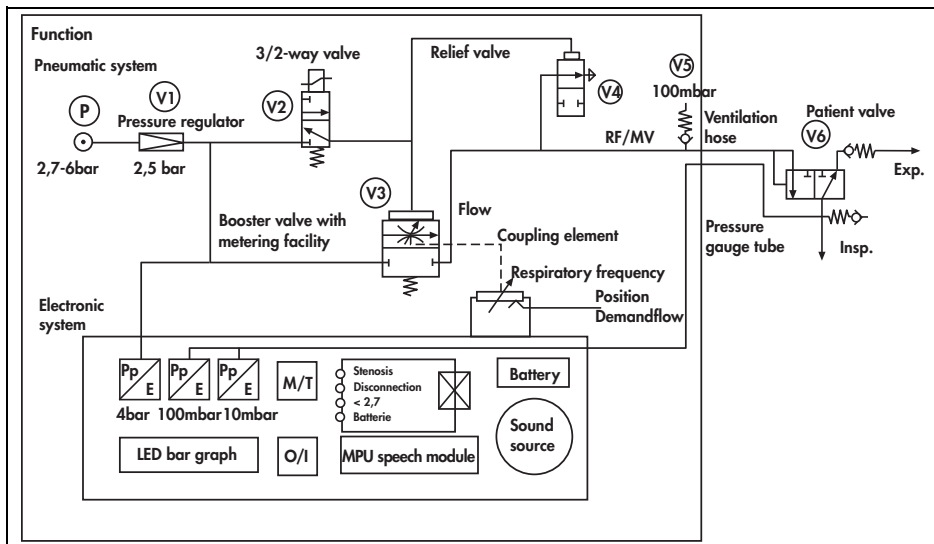 Function
Pneumatic system
3/2-way valve
Relief valve
V1
V2
V4
V5
100mbar
P
Pressure regulator
Ventilation
hose
Patient valve
V6
RF/MV
2,7-6bar
2,5 bar
Exp.
V3
Booster valve with
metering facility
Flow
Coupling element
Pressure
gauge tube
Insp.
Respiratory frequency
Position
Demandflow
Electronic
system
Pp
E
Pp
E
Pp
E
4bar
100mbar
10mbar
M/T
Stenosis
Disconnection
< 2,7
Batterie
Battery
Sound
source
LED bar graph
O/I
MPU speech module